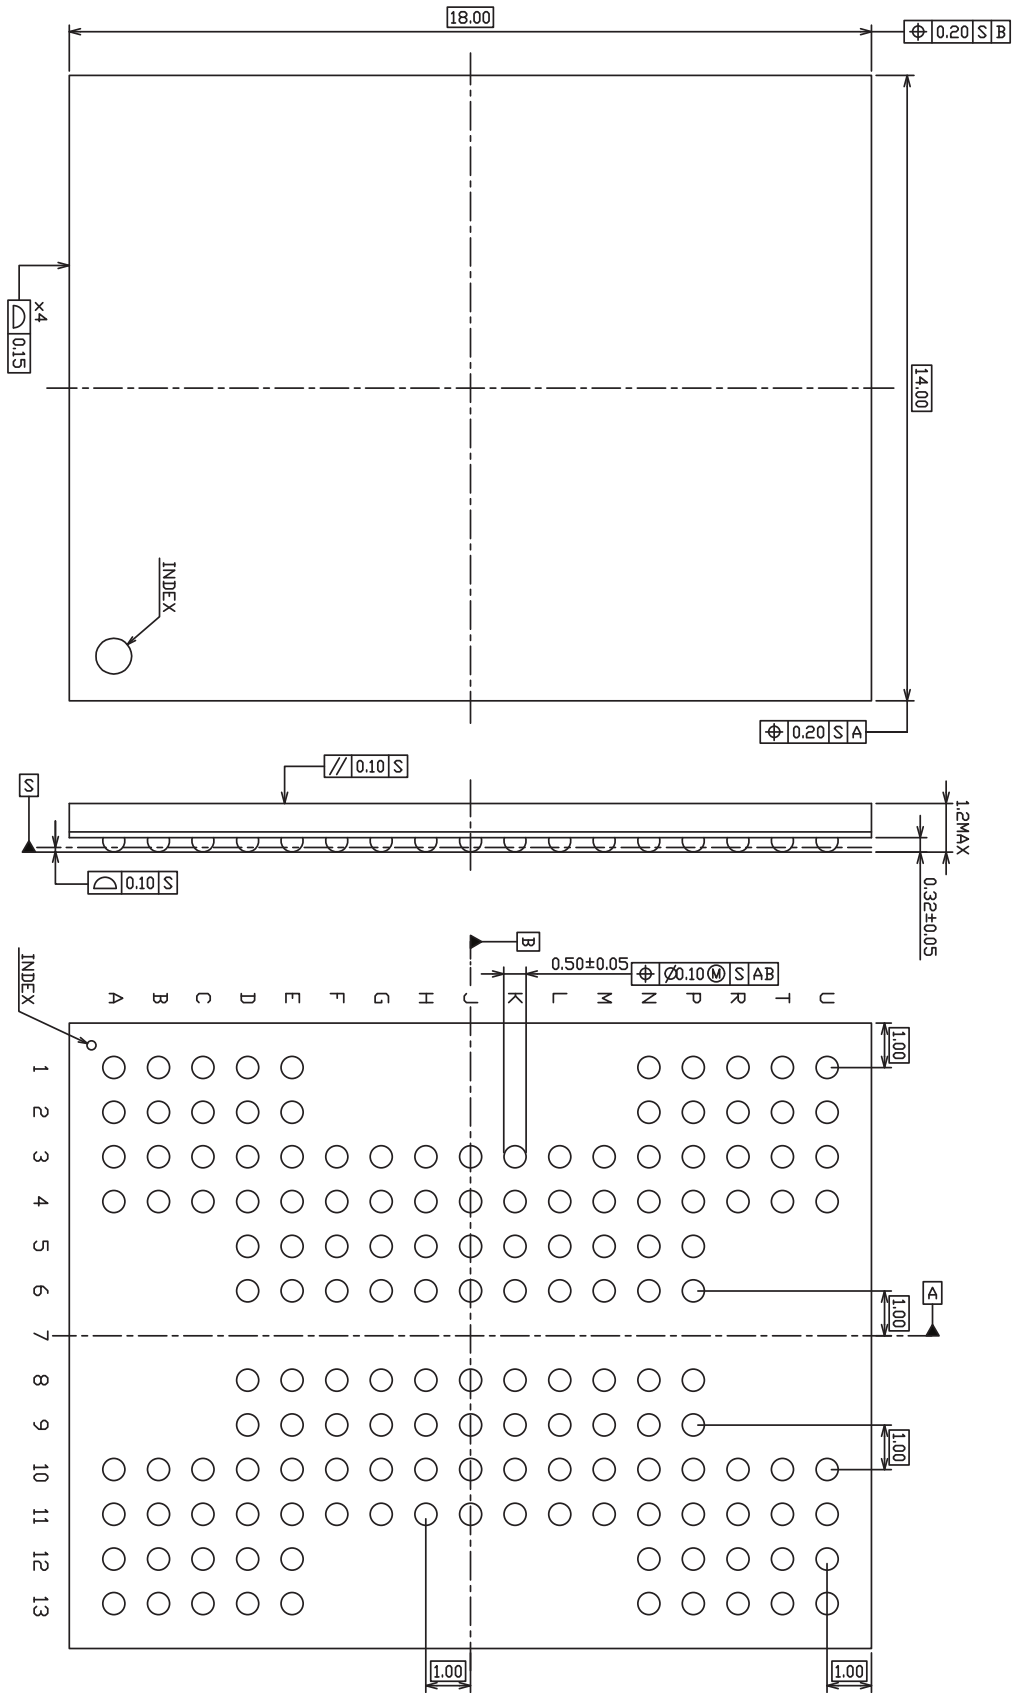 18.00
⌖ 0.20 S B
14.00
x4
⌓ 0.15
INDEX
⌖ 0.20 S A
// 0.10 S
S
1.2MAX
⌓ 0.10 S
0.32±0.05
B
0.50±0.05
⌖ Ø0.10 Ⓜ S AB
INDEX
A B C D E F G H J K L M N P R T U
1.00
1
2
3
4
5
6
A
1.00
7
8
9
1.00
10
11
12
13
1.00
1.00